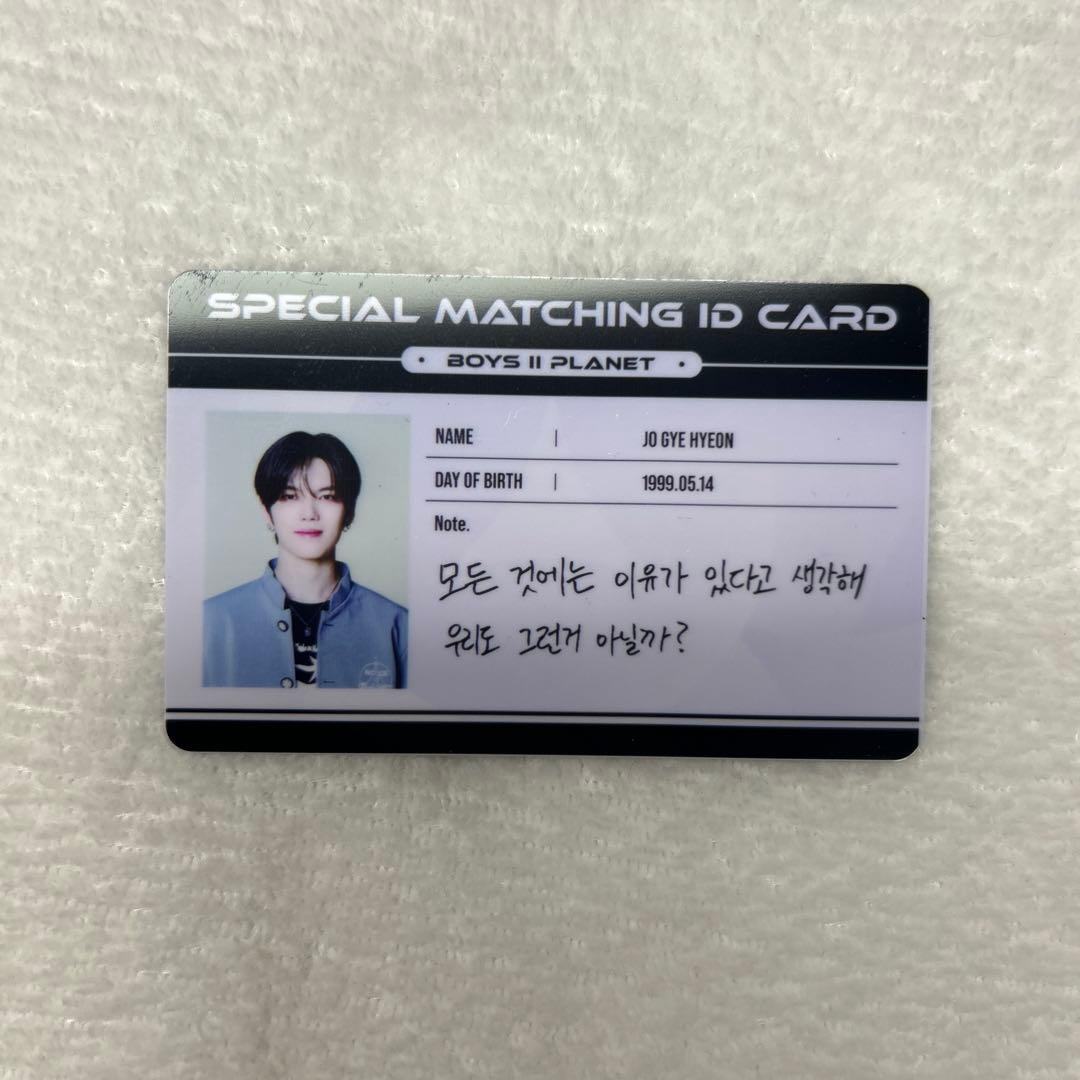 SPECIAL MATCHING ID CARD
BOYS II PLANET
NAME | JO GYE HYEON
DAY OF BIRTH | 1999.05.14
Note.
모든 것에는 이유가 있다고 생각해
우리도 그런거 아닐까?